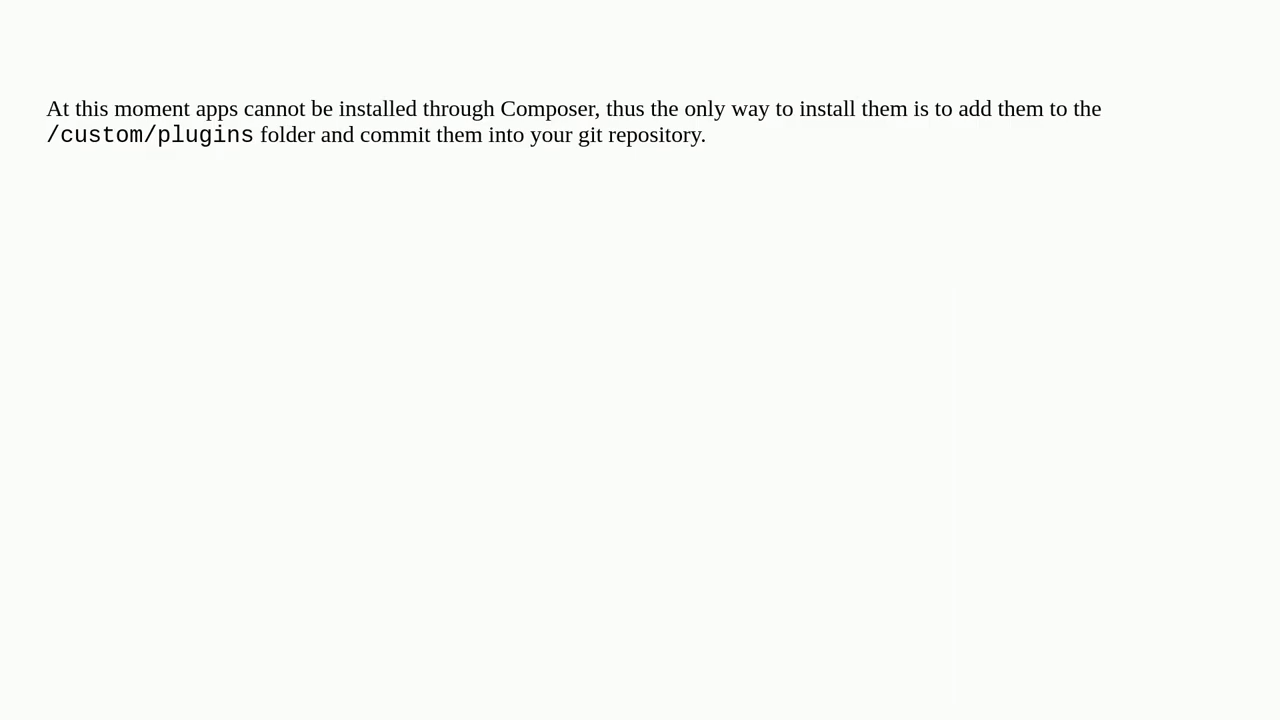 At this moment apps cannot be installed through Composer, thus the only way to install them is to add them to the
/custom/plugins folder and commit them into your git repository.